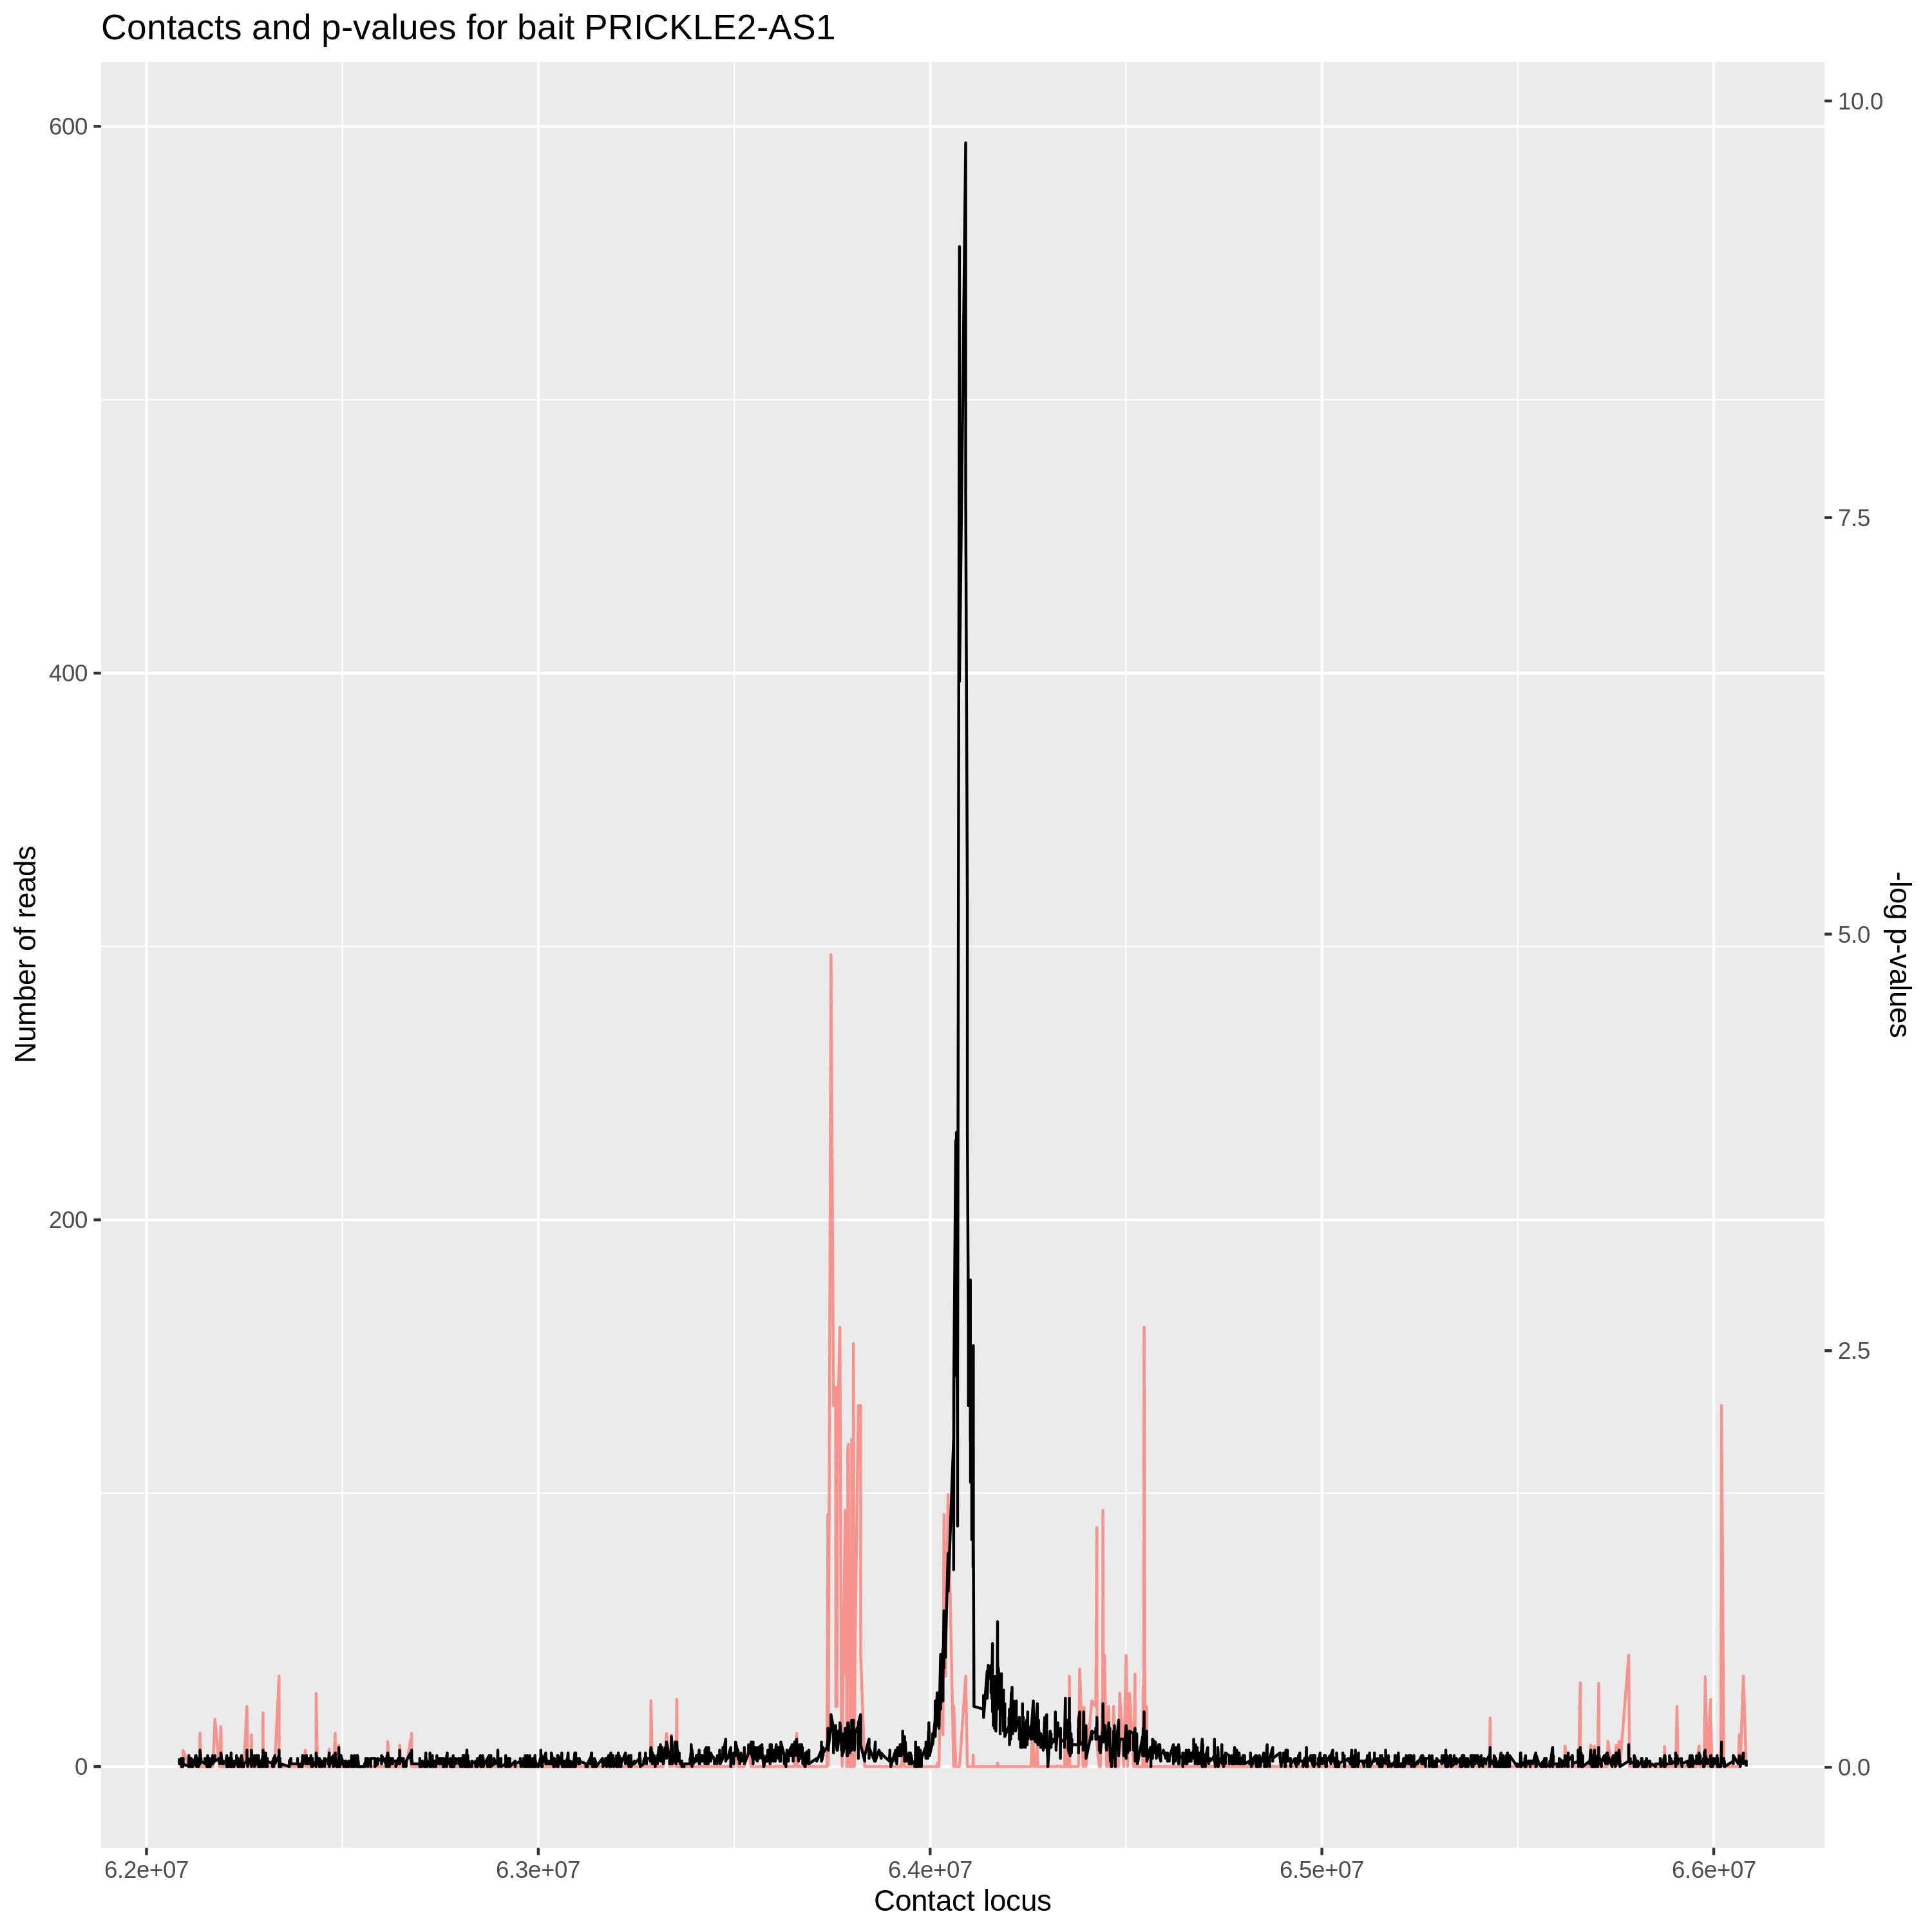 Contacts and p-values for bait PRICKLE2-AS1
600
400
200
0
Number of reads
10.0
7.5
5.0
2.5
0.0
-log p-values
6.2e+07
6.3e+07
6.4e+07
6.5e+07
6.6e+07
Contact locus